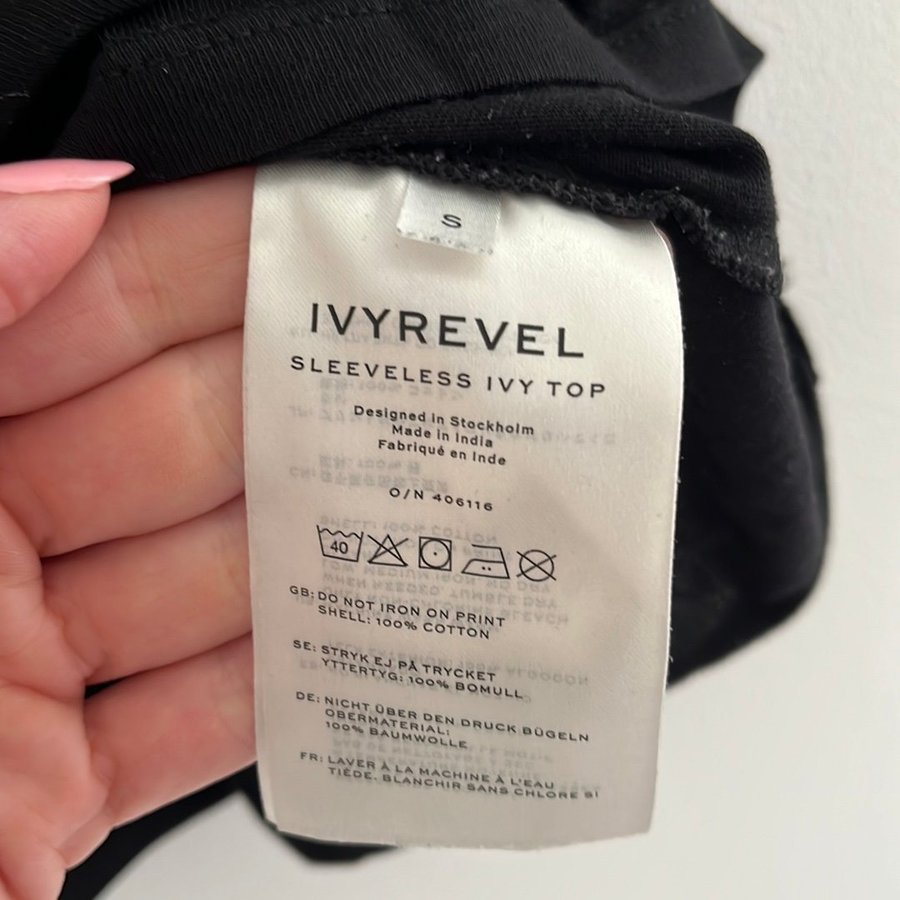 S
IVYREVEL
SLEEVELESS IVY TOP
Designed in Stockholm
Made in India
Fabriqué en Inde
O/N 406116
40
GB: DO NOT IRON ON PRINT
SHELL: 100% COTTON
SE: STRYK EJ PÅ TRYCKET
YTTERTYG: 100% BOMULL
DE: NICHT ÜBER DEN DRUCK BÜGELN
OBERMATERIAL:
100% BAUMWOLLE
FR: LAVER À LA MACHINE À L'EAU
TIÈDE. BLANCHIR SANS CHLORE SI